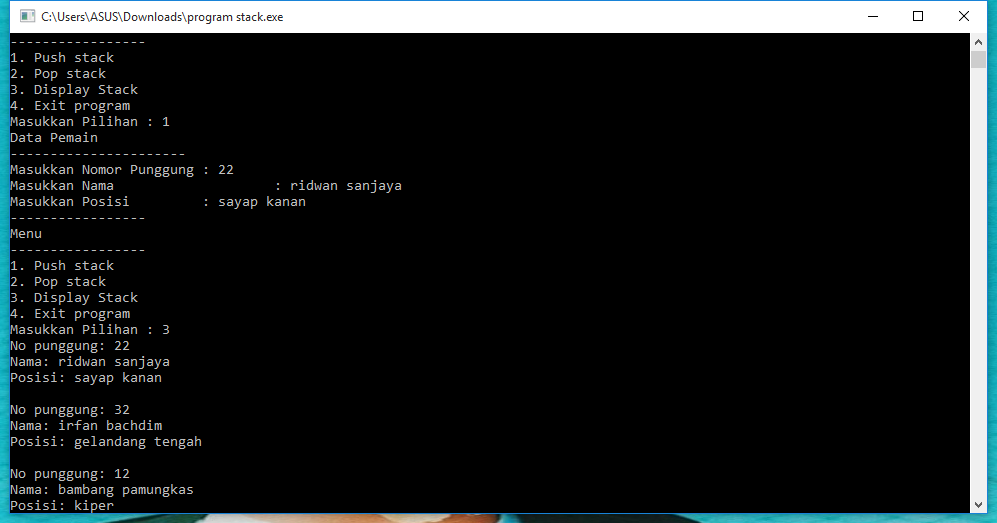 C:\Users\ASUS\Downloads\program stack.exe
-----------------
1. Push stack
2. Pop stack
3. Display Stack
4. Exit program
Masukkan Pilihan : 1
Data Pemain
----------------------
Masukkan Nomor Punggung : 22
Masukkan Nama                    : ridwan sanjaya
Masukkan Posisi         : sayap kanan
-----------------
Menu
-----------------
1. Push stack
2. Pop stack
3. Display Stack
4. Exit program
Masukkan Pilihan : 3
No punggung: 22
Nama: ridwan sanjaya
Posisi: sayap kanan

No punggung: 32
Nama: irfan bachdim
Posisi: gelandang tengah

No punggung: 12
Nama: bambang pamungkas
Posisi: kiper